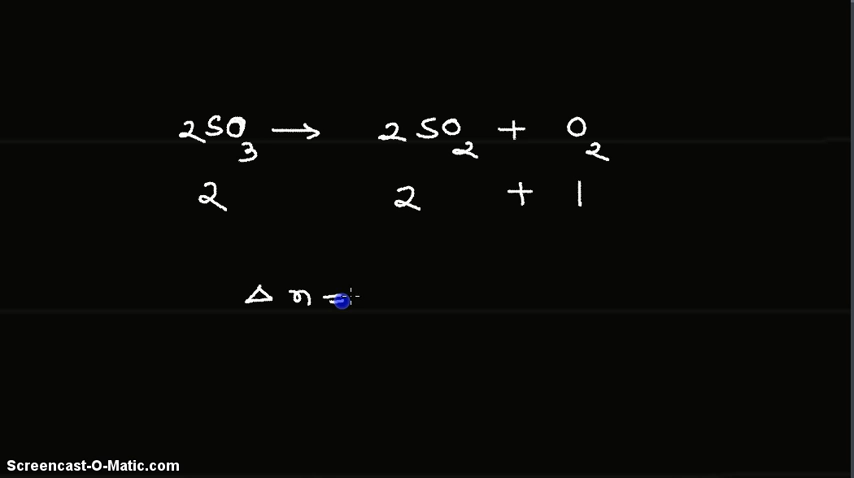 2SO₃ → 2SO₂ + O₂
2 2 + 1
Δn =
Screencast-O-Matic.com